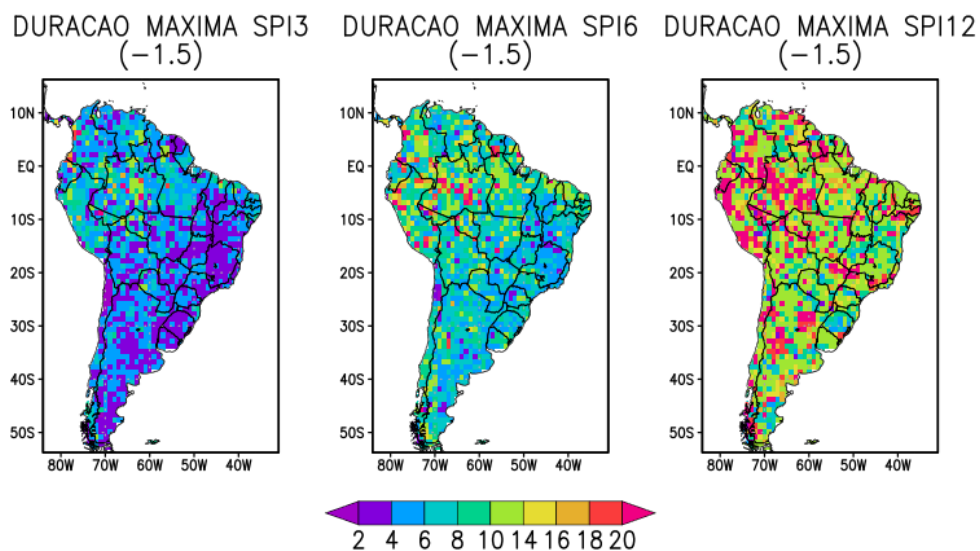 DURACAO MAXIMA SPI3
(−1.5)
DURACAO MAXIMA SPI6
(−1.5)
DURACAO MAXIMA SPI12
(−1.5)
10N
EQ
10S
20S
30S
40S
50S
80W 70W 60W 50W 40W
10N
EQ
10S
20S
30S
40S
50S
80W 70W 60W 50W 40W
10N
EQ
10S
20S
30S
40S
50S
80W 70W 60W 50W 40W
2 4 6 8 10 14 16 18 20